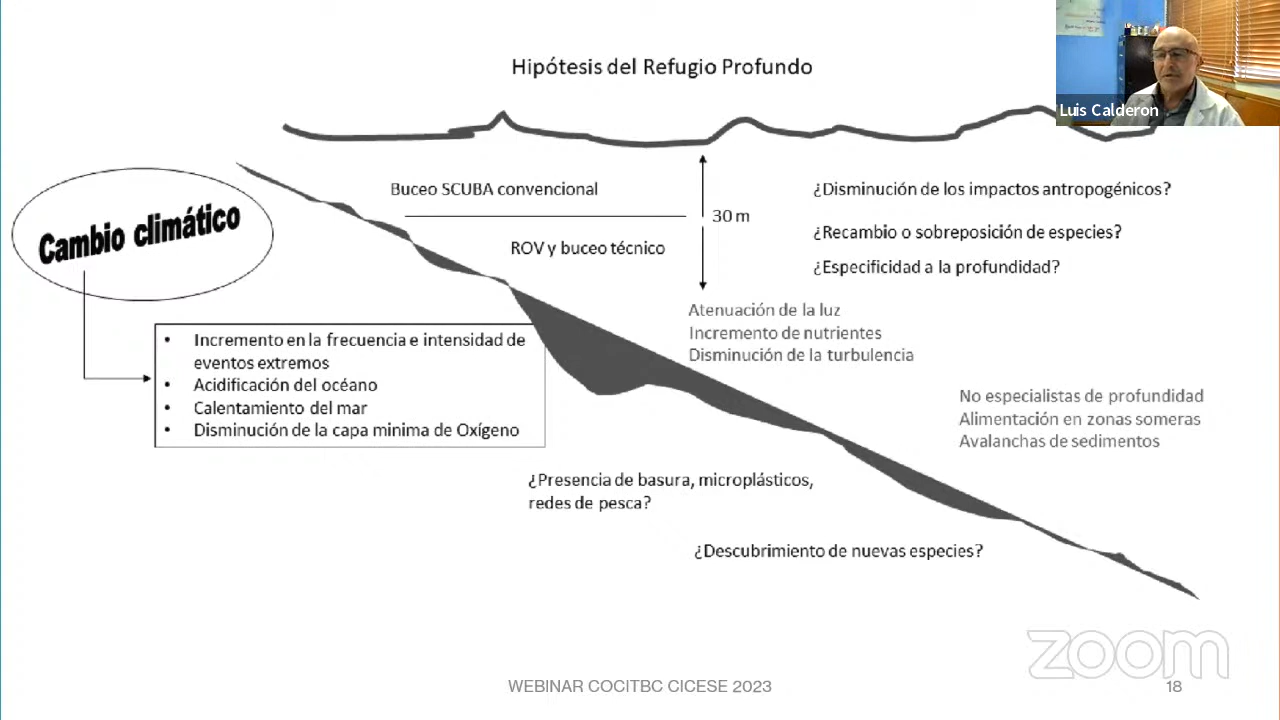 Hipótesis del Refugio Profundo
Luis Calderon
Buceo SCUBA convencional
30 m
ROV y buceo técnico
¿Disminución de los impactos antropogénicos?
¿Recambio o sobreposición de especies?
¿Especificidad a la profundidad?
Cambio climático
Atenuación de la luz
Incremento de nutrientes
Disminución de la turbulencia
• Incremento en la frecuencia e intensidad de
eventos extremos
• Acidificación del océano
• Calentamiento del mar
• Disminución de la capa minima de Oxígeno
No especialistas de profundidad
Alimentación en zonas someras
Avalanchas de sedimentos
¿Presencia de basura, microplásticos,
redes de pesca?
¿Descubrimiento de nuevas especies?
zoom
WEBINAR COCITBC CICESE 2023
18